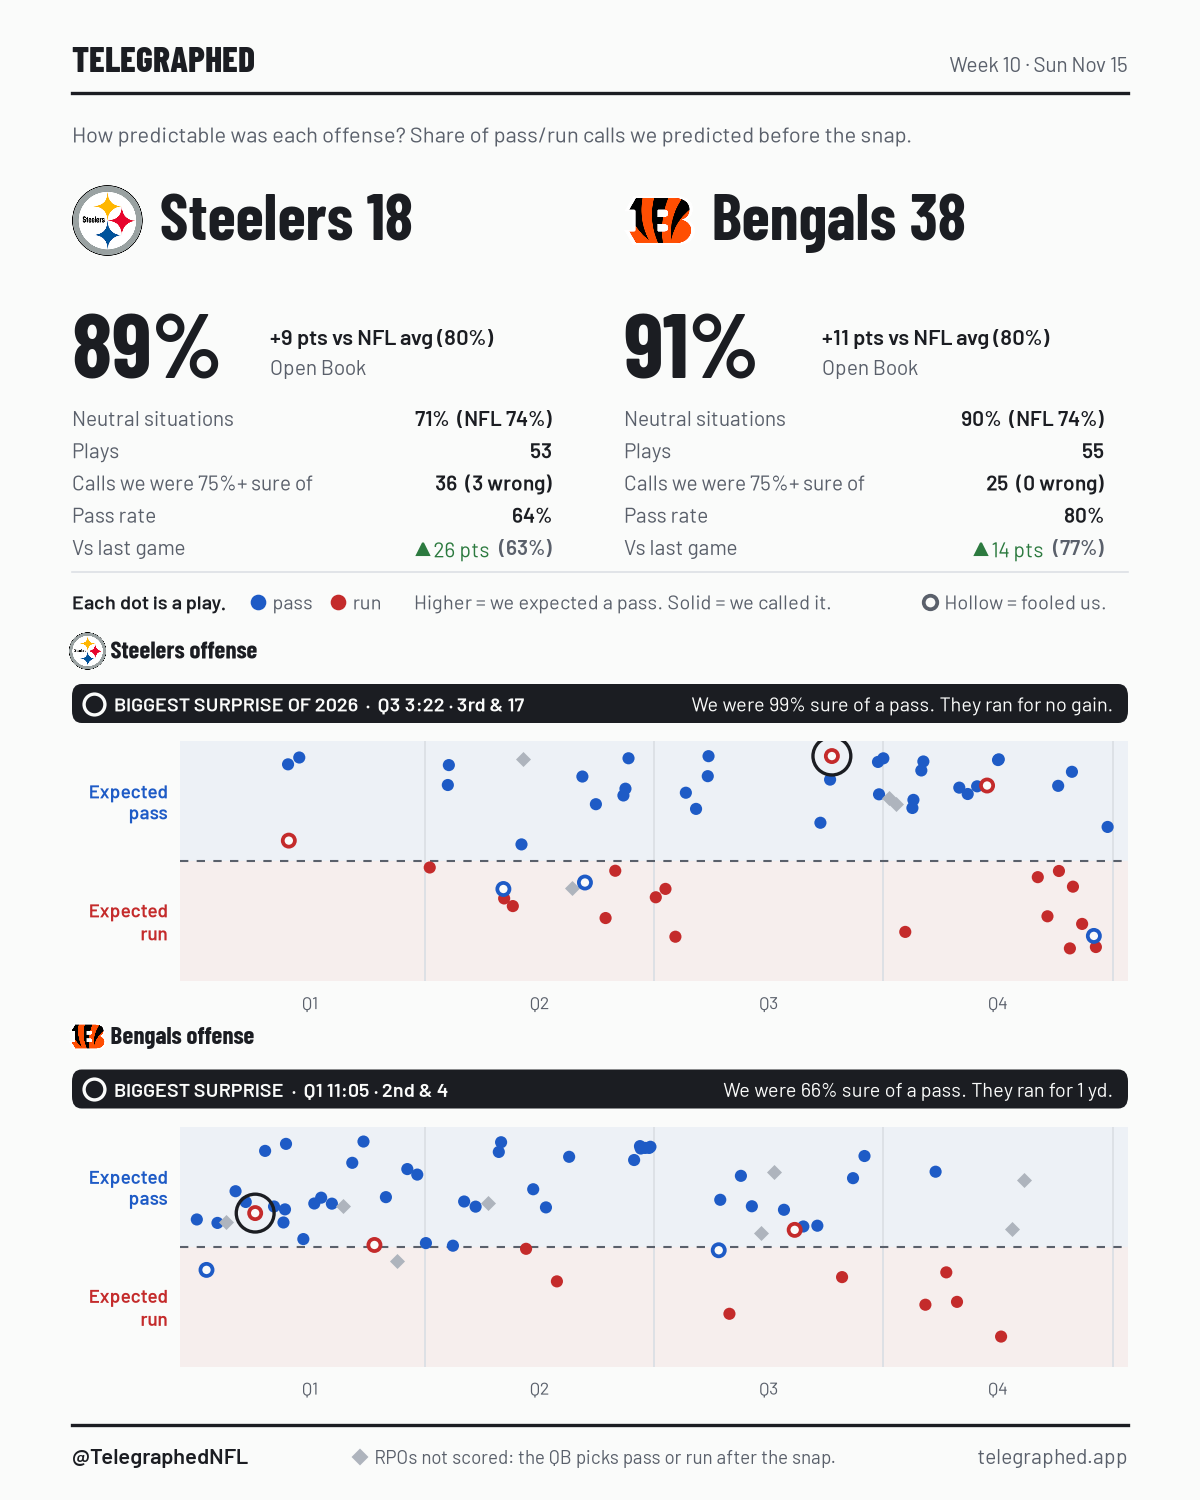 TELEGRAPHED
Week 10 · Sun Nov 15
How predictable was each offense? Share of pass/run calls we predicted before the snap.
Steelers
Steelers 18
B
Bengals 38
89%
+9 pts vs NFL avg (80%)
Open Book
91%
+11 pts vs NFL avg (80%)
Open Book
Neutral situations 71% (NFL 74%)
Plays 53
Calls we were 75%+ sure of 36 (3 wrong)
Pass rate 64%
Vs last game ▲26 pts (63%)
Neutral situations 90% (NFL 74%)
Plays 55
Calls we were 75%+ sure of 25 (0 wrong)
Pass rate 80%
Vs last game ▲14 pts (77%)
Each dot is a play. pass run Higher = we expected a pass. Solid = we called it. Hollow = fooled us.
Steelers offense
BIGGEST SURPRISE OF 2026 · Q3 3:22 · 3rd & 17 We were 99% sure of a pass. They ran for no gain.
Expected
pass
Expected
run
Q1 Q2 Q3 Q4
B
Bengals offense
BIGGEST SURPRISE · Q1 11:05 · 2nd & 4 We were 66% sure of a pass. They ran for 1 yd.
Expected
pass
Expected
run
Q1 Q2 Q3 Q4
@TelegraphedNFL RPOs not scored: the QB picks pass or run after the snap. telegraphed.app